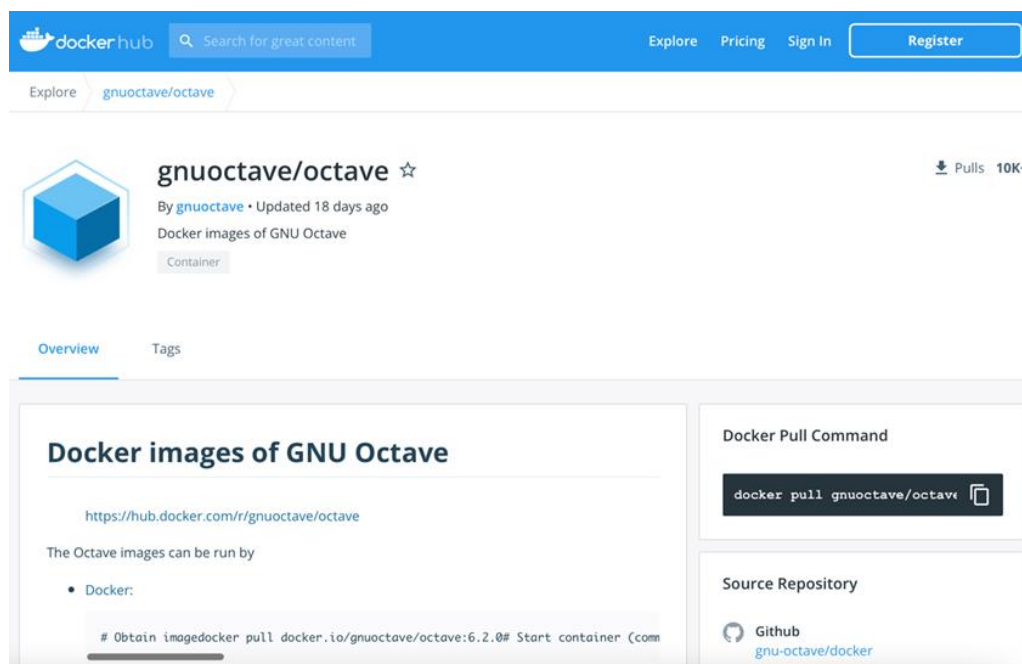 dockerhub Search for great content Explore Pricing Sign In Register
Explore gnuoctave/octave
gnuoctave/octave Pulls 10K+
By gnuoctave • Updated 18 days ago
Docker images of GNU Octave
Container
Overview Tags
Docker images of GNU Octave
https://hub.docker.com/r/gnuoctave/octave
The Octave images can be run by
• Docker:
# Obtain imagedocker pull docker.io/gnuoctave/octave:6.2.0# Start container (comm
Docker Pull Command
docker pull gnuoctave/octave
Source Repository
Github
gnu-octave/docker